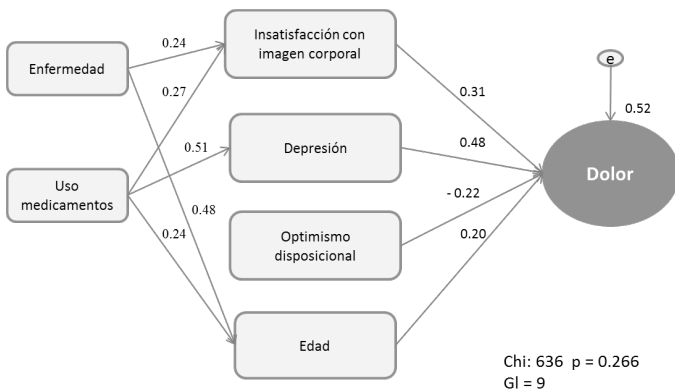 Enfermedad
Uso
medicamentos
0.24
0.27
0.51
0.48
0.24
Insatisfacción con
imagen corporal
Depresión
Optimismo
disposicional
Edad
0.31
0.48
- 0.22
0.20
e
0.52
Dolor
Chi: 636 p = 0.266
Gl = 9